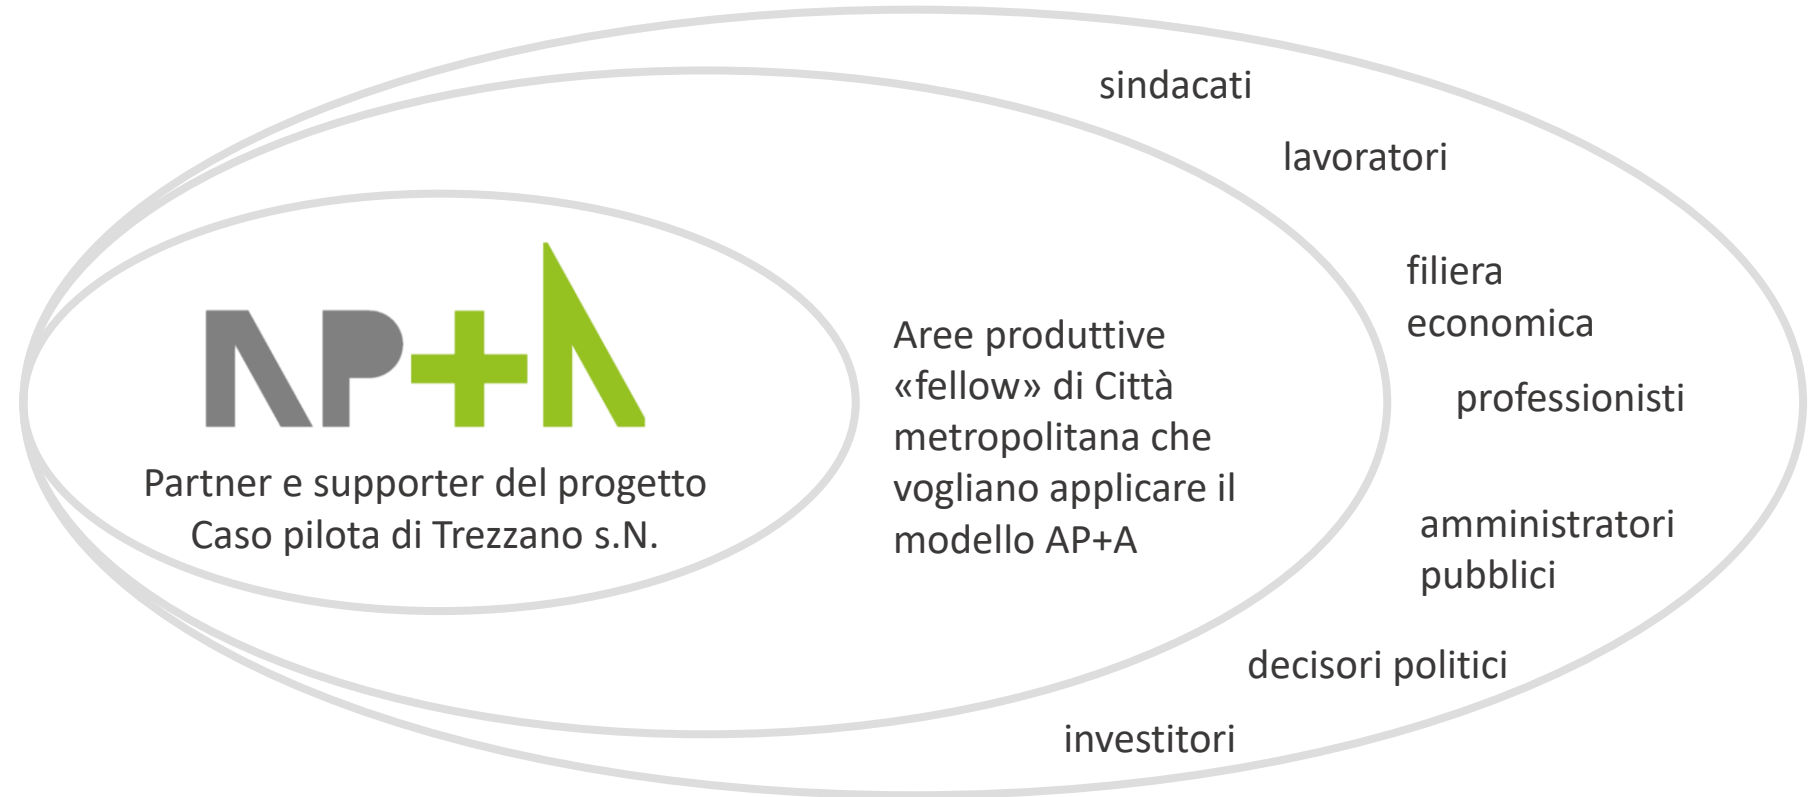 sindacati
lavoratori
filiera
economica
professionisti
amministratori
pubblici
decisori politici
investitori
Aree produttive
«fellow» di Città
metropolitana che
vogliano applicare il
modello AP+A
AP+A
Partner e supporter del progetto
Caso pilota di Trezzano s.N.